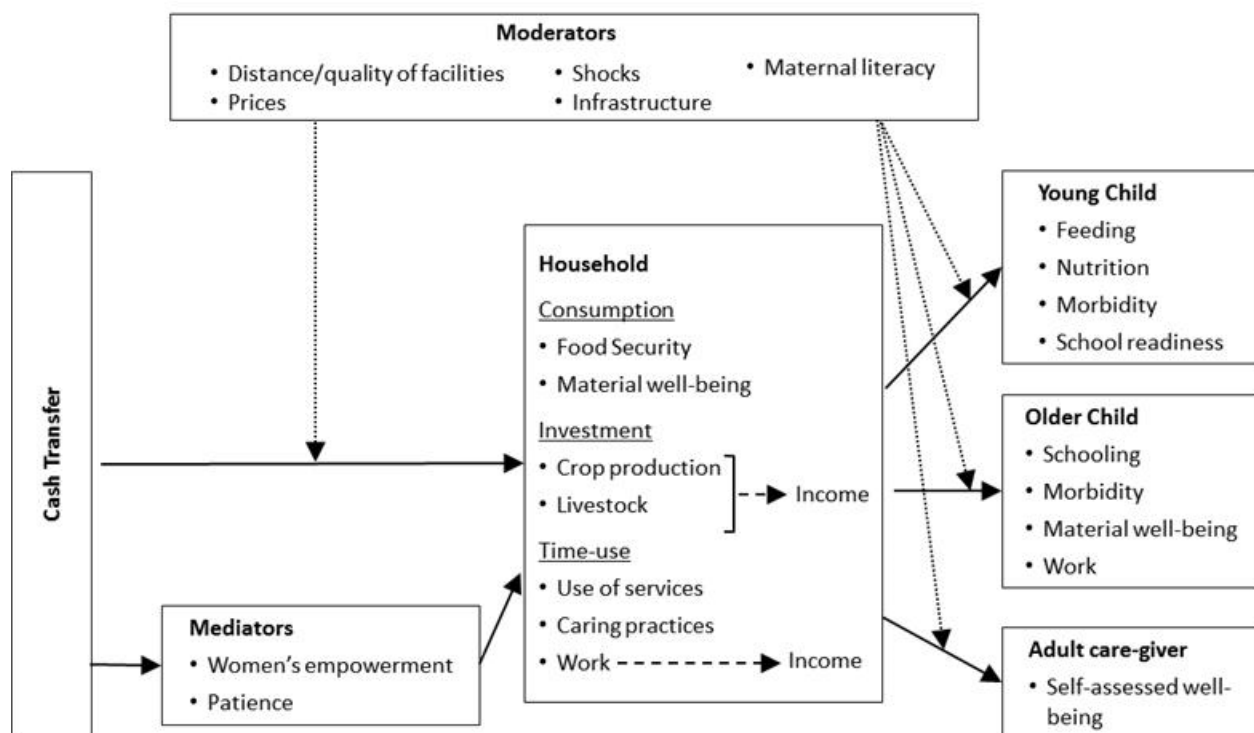 Moderators
• Distance/quality of facilities
• Prices
• Shocks
• Infrastructure
• Maternal literacy
Cash Transfer
Mediators
• Women's empowerment
• Patience
Household
Consumption
• Food Security
• Material well-being
Investment
• Crop production
• Livestock
Income
Time-use
• Use of services
• Caring practices
• Work
Income
Young Child
• Feeding
• Nutrition
• Morbidity
• School readiness
Older Child
• Schooling
• Morbidity
• Material well-being
• Work
Adult care-giver
• Self-assessed well-
being